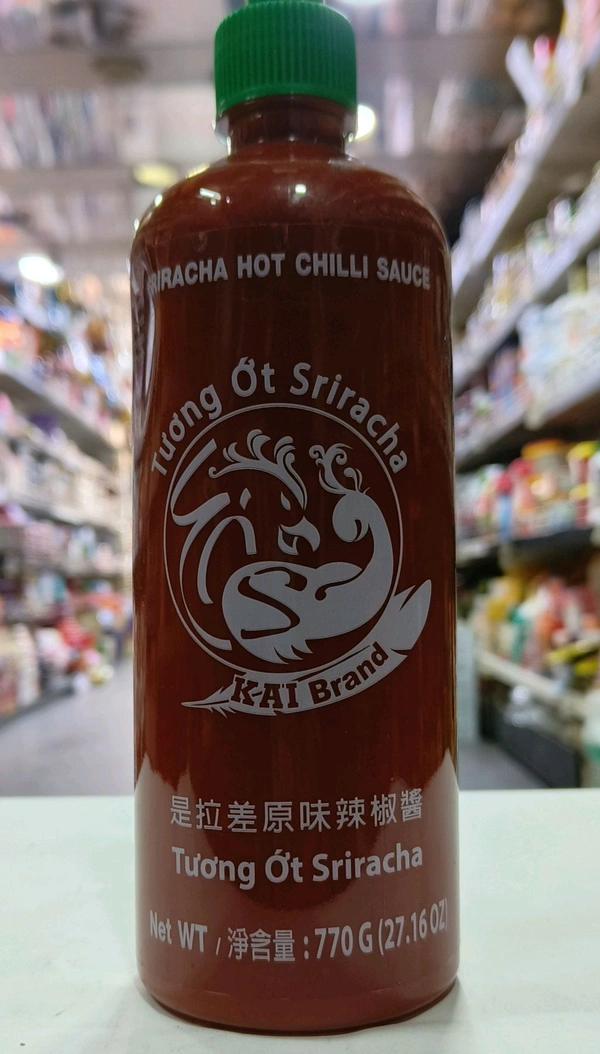 SRIRACHA HOT CHILLI SAUCE
Tương Ớt Sriracha
KAI Brand
是拉差原味辣椒醬
Tương Ớt Sriracha
Net WT / 淨含量 : 770 G (27.16 OZ)